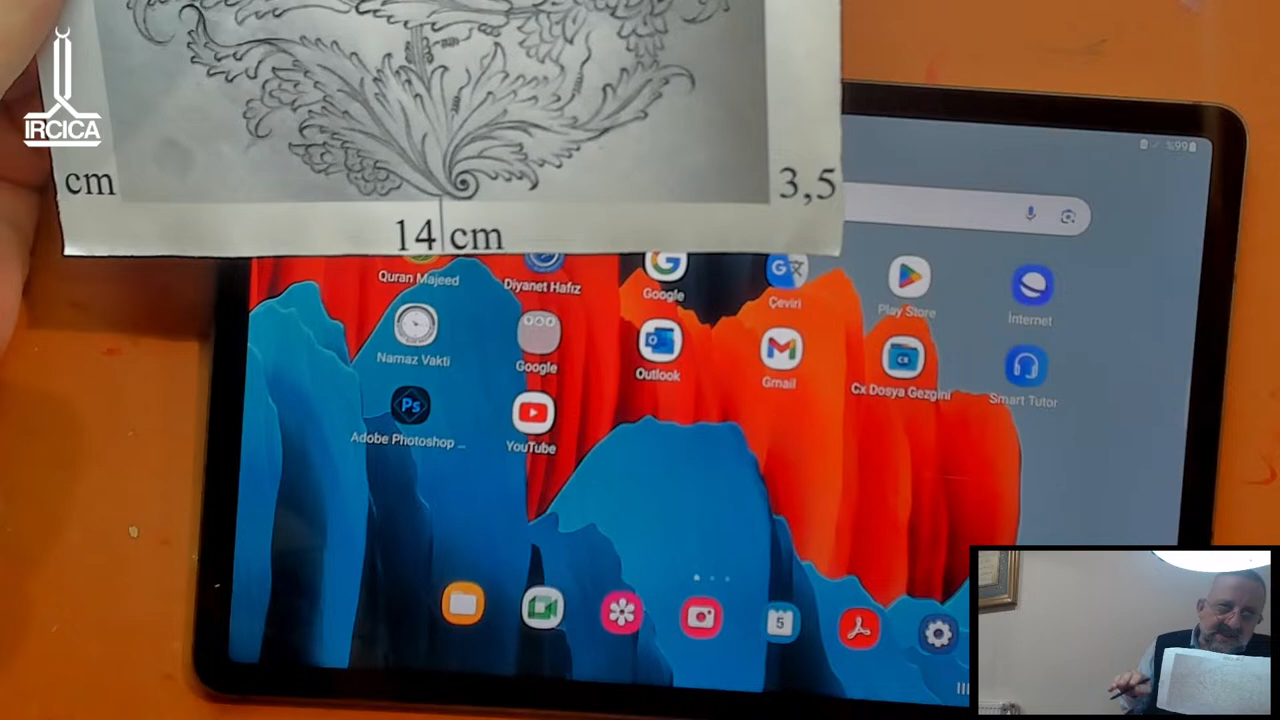 IRCICA
cm
3,5
14 cm
%99
Quran Majeed
Diyanet Hafız
Google
Çeviri
Play Store
Internet
Namaz Vakti
Google
Outlook
Gmail
Cx Dosya Gezgini
Smart Tutor
Ps
Adobe Photoshop ...
YouTube
5